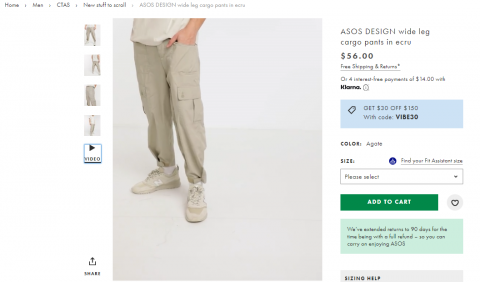 Home › Men › CTAS › New stuff to scroll › ASOS DESIGN wide leg cargo pants in ecru
ASOS DESIGN wide leg
cargo pants in ecru
$56.00
Free Shipping & Returns*
Or 4 interest-free payments of $14.00 with
Klarna.
GET $30 OFF $150
With code: VIBE30
COLOR: Agate
SIZE: Find your Fit Assistant size
Please select
VIDEO
ADD TO CART
We've extended returns to 90 days for the
time being with a full refund – so you can
carry on enjoying ASOS
SHARE
SIZING HELP